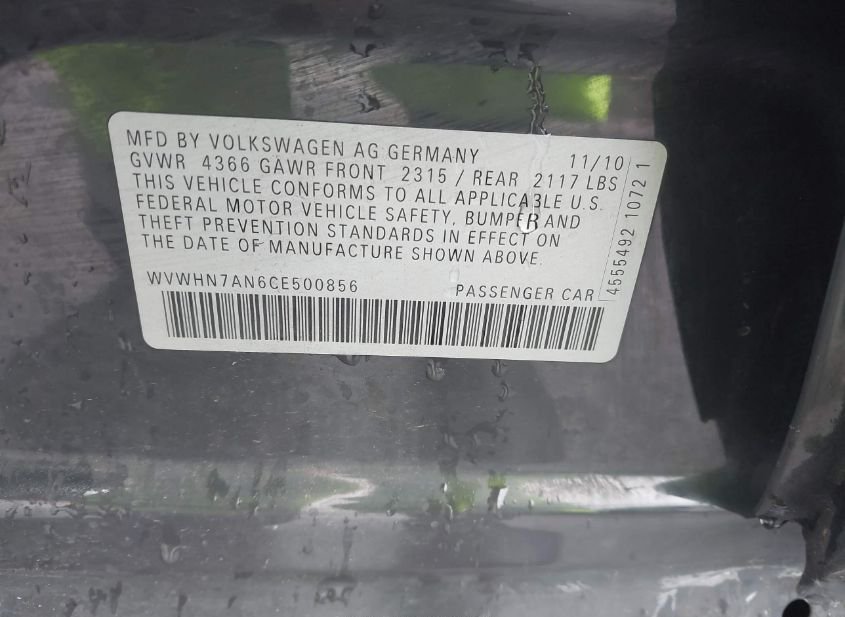 MFD BY VOLKSWAGEN AG GERMANY 11/10
GVWR 4366 GAWR FRONT 2315 / REAR 2117 LBS
THIS VEHICLE CONFORMS TO ALL APPLICABLE U.S.
FEDERAL MOTOR VEHICLE SAFETY, BUMPER AND
THEFT PREVENTION STANDARDS IN EFFECT ON
THE DATE OF MANUFACTURE SHOWN ABOVE.
WVWHN7AN6CE500856 PASSENGER CAR
4555492 1072 1